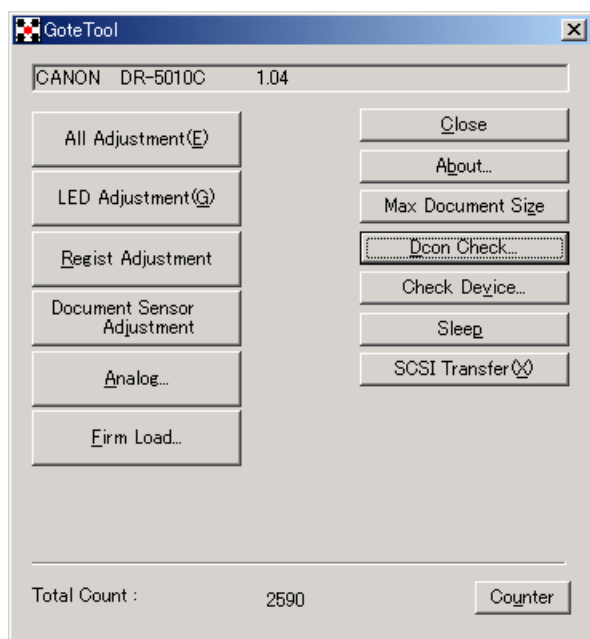 GoteTool
CANON DR-5010C 1.04
All Adjustment(E)
LED Adjustment(G)
Regist Adjustment
Document Sensor
Adjustment
Analog...
Firm Load...
Close
About...
Max Document Size
Dcon Check...
Check Device...
Sleep
SCSI Transfer(X)
Total Count : 2590
Counter